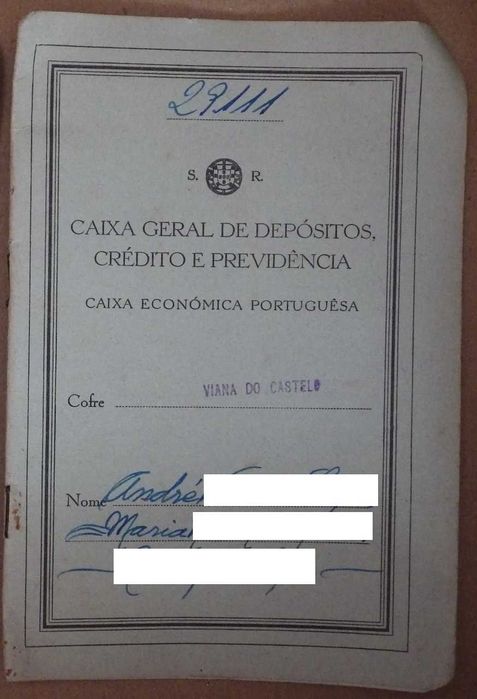 29111
S. R.
CAIXA GERAL DE DEPÓSITOS,
CRÉDITO E PREVIDÊNCIA
CAIXA ECONÓMICA PORTUGUÊSA
Cofre VIANA DO CASTELO
Nome André
Maria